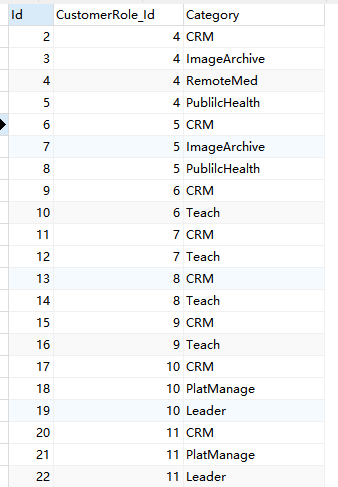 Id CustomerRole_Id Category
2 4 CRM
3 4 ImageArchive
4 4 RemoteMed
5 4 PublilcHealth
6 5 CRM
7 5 ImageArchive
8 5 PublilcHealth
9 6 CRM
10 6 Teach
11 7 CRM
12 7 Teach
13 8 CRM
14 8 Teach
15 9 CRM
16 9 Teach
17 10 CRM
18 10 PlatManage
19 10 Leader
20 11 CRM
21 11 PlatManage
22 11 Leader